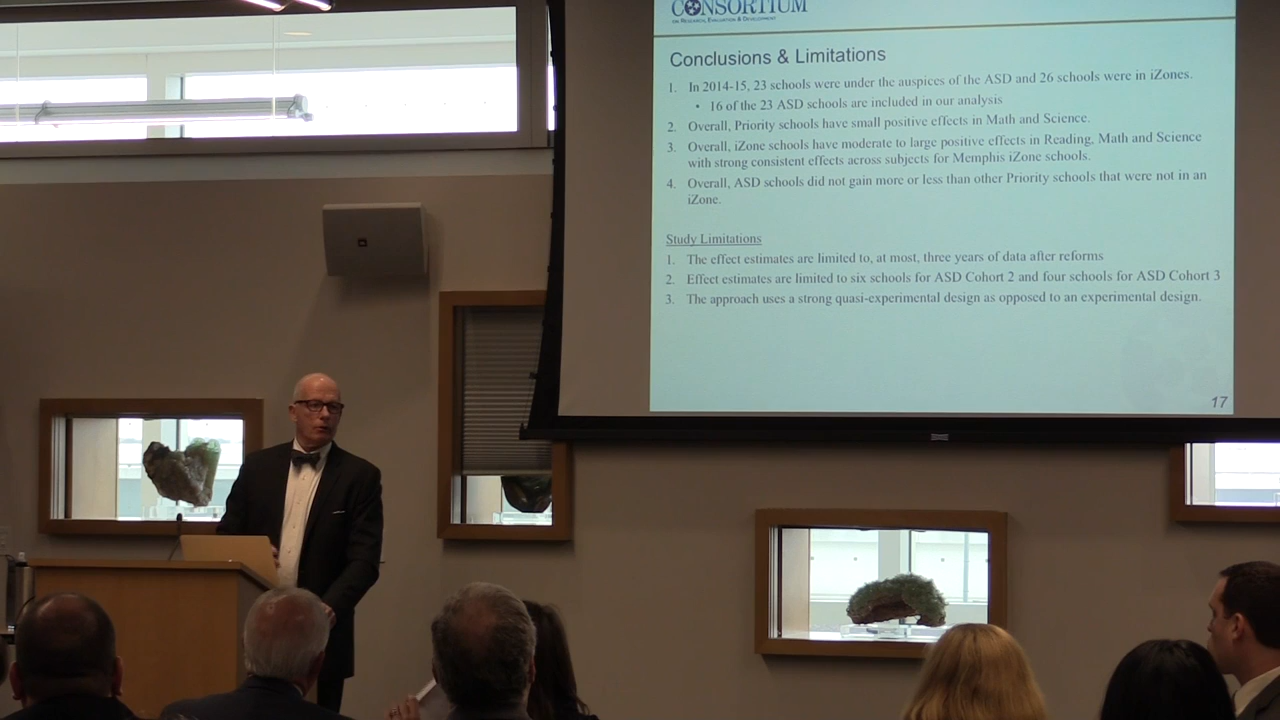 CONSORTIUM
ON RESEARCH, EVALUATION & DEVELOPMENT
Conclusions & Limitations
1. In 2014-15, 23 schools were under the auspices of the ASD and 26 schools were in iZones.
• 16 of the 23 ASD schools are included in our analysis
2. Overall, Priority schools have small positive effects in Math and Science.
3. Overall, iZone schools have moderate to large positive effects in Reading, Math and Science
with strong consistent effects across subjects for Memphis iZone schools.
4. Overall, ASD schools did not gain more or less than other Priority schools that were not in an
iZone.
Study Limitations
1. The effect estimates are limited to, at most, three years of data after reforms
2. Effect estimates are limited to six schools for ASD Cohort 2 and four schools for ASD Cohort 3
3. The approach uses a strong quasi-experimental design as opposed to an experimental design.
17